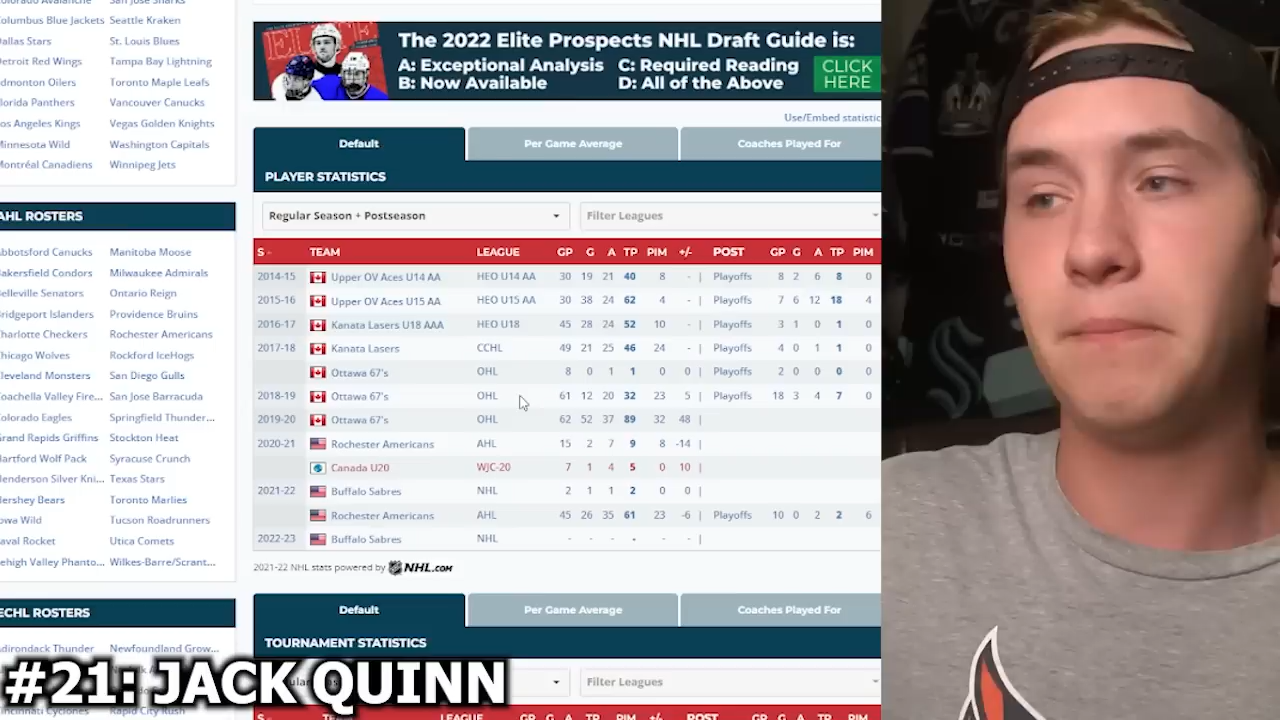 Colorado Avalanche San Jose Sharks
Columbus Blue Jackets Seattle Kraken
Dallas Stars St. Louis Blues
Detroit Red Wings Tampa Bay Lightning
Edmonton Oilers Toronto Maple Leafs
Florida Panthers Vancouver Canucks
Los Angeles Kings Vegas Golden Knights
Minnesota Wild Washington Capitals
Montréal Canadiens Winnipeg Jets
AHL ROSTERS
Abbotsford Canucks Manitoba Moose
Bakersfield Condors Milwaukee Admirals
Belleville Senators Ontario Reign
Bridgeport Islanders Providence Bruins
Charlotte Checkers Rochester Americans
Chicago Wolves Rockford IceHogs
Cleveland Monsters San Diego Gulls
Coachella Valley Fire... San Jose Barracuda
Colorado Eagles Springfield Thunder...
Grand Rapids Griffins Stockton Heat
Hartford Wolf Pack Syracuse Crunch
Henderson Silver Kni... Texas Stars
Hershey Bears Toronto Marlies
Iowa Wild Tucson Roadrunners
Laval Rocket Utica Comets
Lehigh Valley Phanto... Wilkes-Barre/Scrant...
ECHL ROSTERS
Adirondack Thunder Newfoundland Grow...
Cincinnati Cyclones Rapid City Rush
The 2022 Elite Prospects NHL Draft Guide is:
A: Exceptional Analysis C: Required Reading
B: Now Available D: All of the Above
CLICK HERE
Use/Embed statistic
Default Per Game Average Coaches Played For
PLAYER STATISTICS
Regular Season + Postseason Filter Leagues
S TEAM LEAGUE GP G A TP PIM +/- POST GP G A TP PIM
2014-15 Upper OV Aces U14 AA HEO U14 AA 30 19 21 40 8 - | Playoffs 8 2 6 8 0
2015-16 Upper OV Aces U15 AA HEO U15 AA 30 38 24 62 4 - | Playoffs 7 6 12 18 4
2016-17 Kanata Lasers U18 AAA HEO U18 45 28 24 52 10 - | Playoffs 3 1 0 1 0
2017-18 Kanata Lasers CCHL 49 21 25 46 24 - | Playoffs 4 0 1 1 0
Ottawa 67's OHL 8 0 1 1 0 0 | Playoffs 2 0 0 0 0
2018-19 Ottawa 67's OHL 61 12 20 32 23 5 | Playoffs 18 3 4 7 0
2019-20 Ottawa 67's OHL 62 52 37 89 32 48 |
2020-21 Rochester Americans AHL 15 2 7 9 8 -14 |
Canada U20 WJC-20 7 1 4 5 0 10 |
2021-22 Buffalo Sabres NHL 2 1 1 2 0 0 |
Rochester Americans AHL 45 26 35 61 23 -6 | Playoffs 10 0 2 2 6
2022-23 Buffalo Sabres NHL - - - - - - |
2021-22 NHL stats powered by NHL.COM
Default Per Game Average Coaches Played For
TOURNAMENT STATISTICS
Filter Leagues
S TEAM LEAGUE GP G A TP PIM +/- POST GP G A TP PIM
#21: JACK QUINN